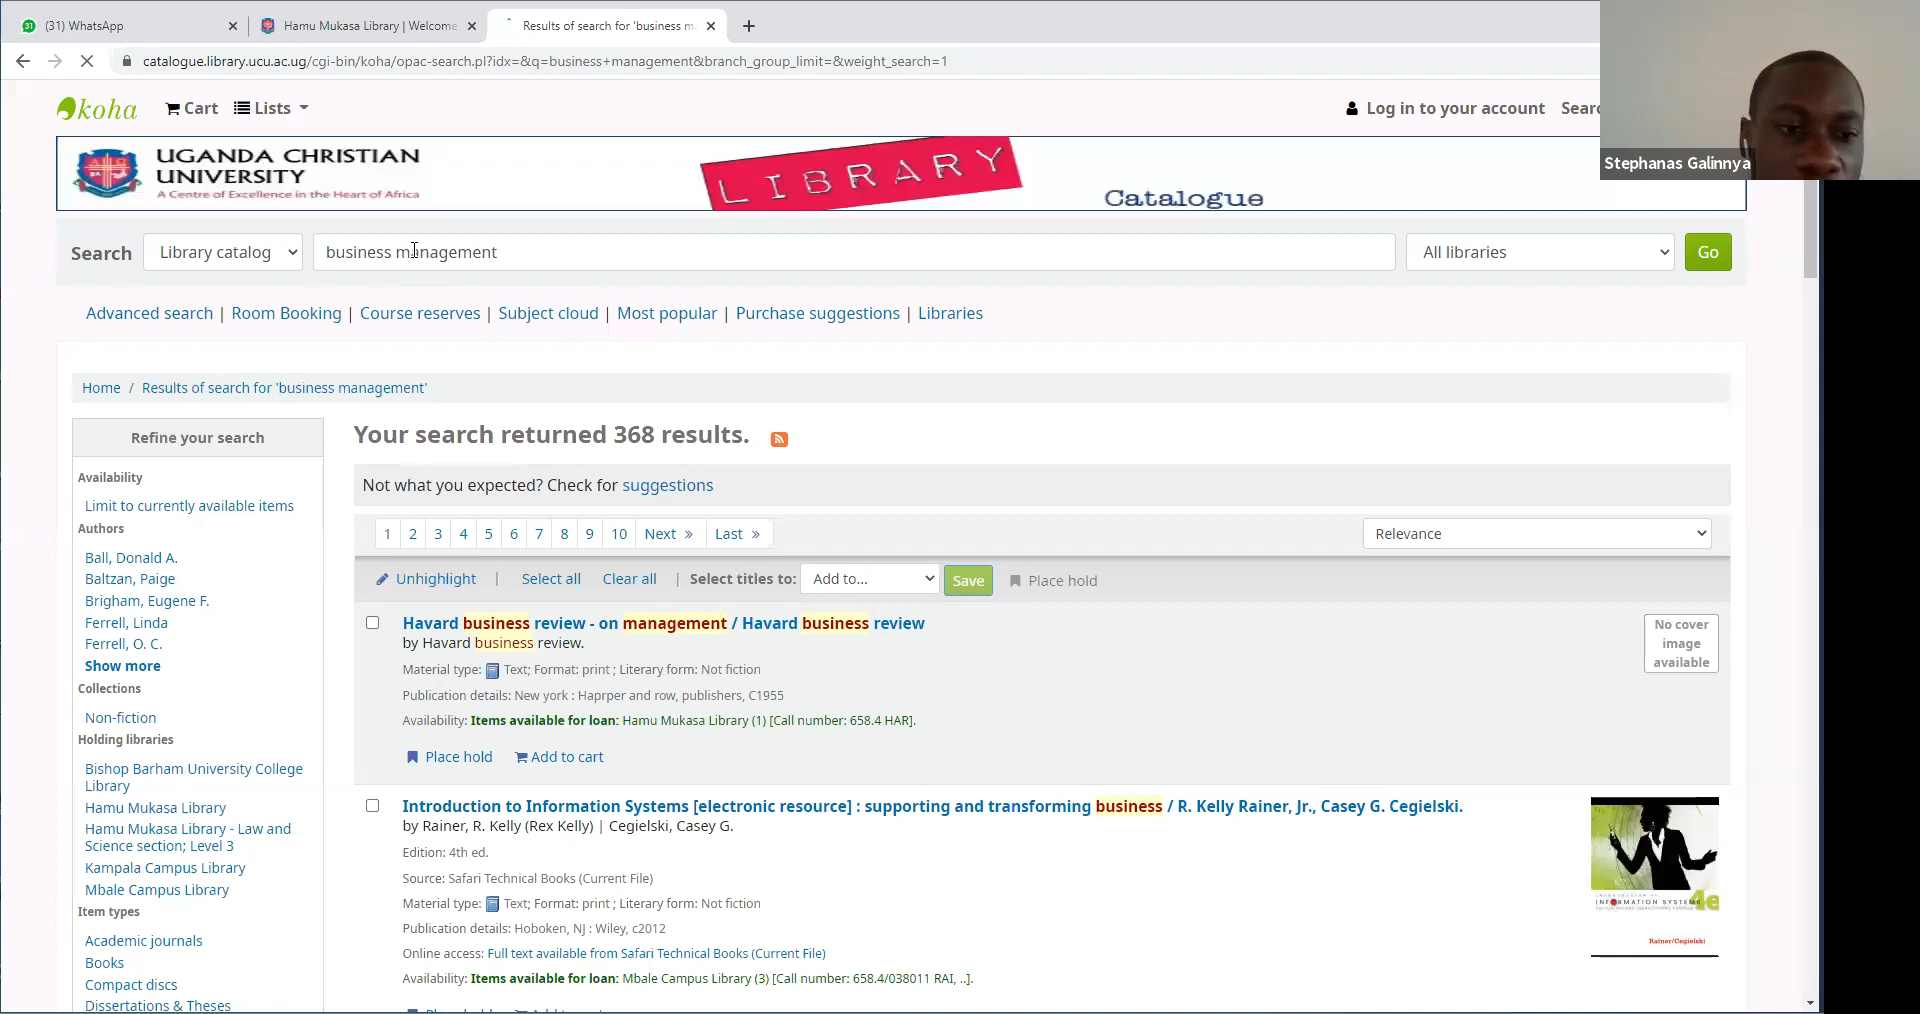 (31) WhatsApp
Hamu Mukasa Library | Welcome
Results of search for 'business m
catalogue.library.ucu.ac.ug/cgi-bin/koha/opac-search.pl?idx=&q=business+management&branch_group_limit=&weight_search=1
koha Cart Lists
Log in to your account Searc
Stephanas Galinnya
UGANDA CHRISTIAN
UNIVERSITY
A Centre of Excellence in the Heart of Africa
LIBRARY
Catalogue
Search Library catalog business management All libraries Go
Advanced search | Room Booking | Course reserves | Subject cloud | Most popular | Purchase suggestions | Libraries
Home / Results of search for 'business management'
Refine your search
Availability
Limit to currently available items
Authors
Ball, Donald A.
Baltzan, Paige
Brigham, Eugene F.
Ferrell, Linda
Ferrell, O. C.
Show more
Collections
Non-fiction
Holding libraries
Bishop Barham University College
Library
Hamu Mukasa Library
Hamu Mukasa Library - Law and
Science section; Level 3
Kampala Campus Library
Mbale Campus Library
Item types
Academic journals
Books
Compact discs
Dissertations & Theses
Your search returned 368 results.
Not what you expected? Check for suggestions
1 2 3 4 5 6 7 8 9 10 Next » Last »
Relevance
Unhighlight | Select all Clear all | Select titles to: Add to... Save Place hold
Havard business review - on management / Havard business review
by Havard business review.
Material type: Text; Format: print ; Literary form: Not fiction
Publication details: New york : Haprper and row, publishers, C1955
Availability: Items available for loan: Hamu Mukasa Library (1) [Call number: 658.4 HAR].
Place hold Add to cart
No cover
image
available
Introduction to Information Systems [electronic resource] : supporting and transforming business / R. Kelly Rainer, Jr., Casey G. Cegielski.
by Rainer, R. Kelly (Rex Kelly) | Cegielski, Casey G.
Edition: 4th ed.
Source: Safari Technical Books (Current File)
Material type: Text; Format: print ; Literary form: Not fiction
Publication details: Hoboken, NJ : Wiley, c2012
Online access: Full text available from Safari Technical Books (Current File)
Availability: Items available for loan: Mbale Campus Library (3) [Call number: 658.4/038011 RAI, ..].
INFORMATION SYSTEMS 4e
Rainer/Cegielski